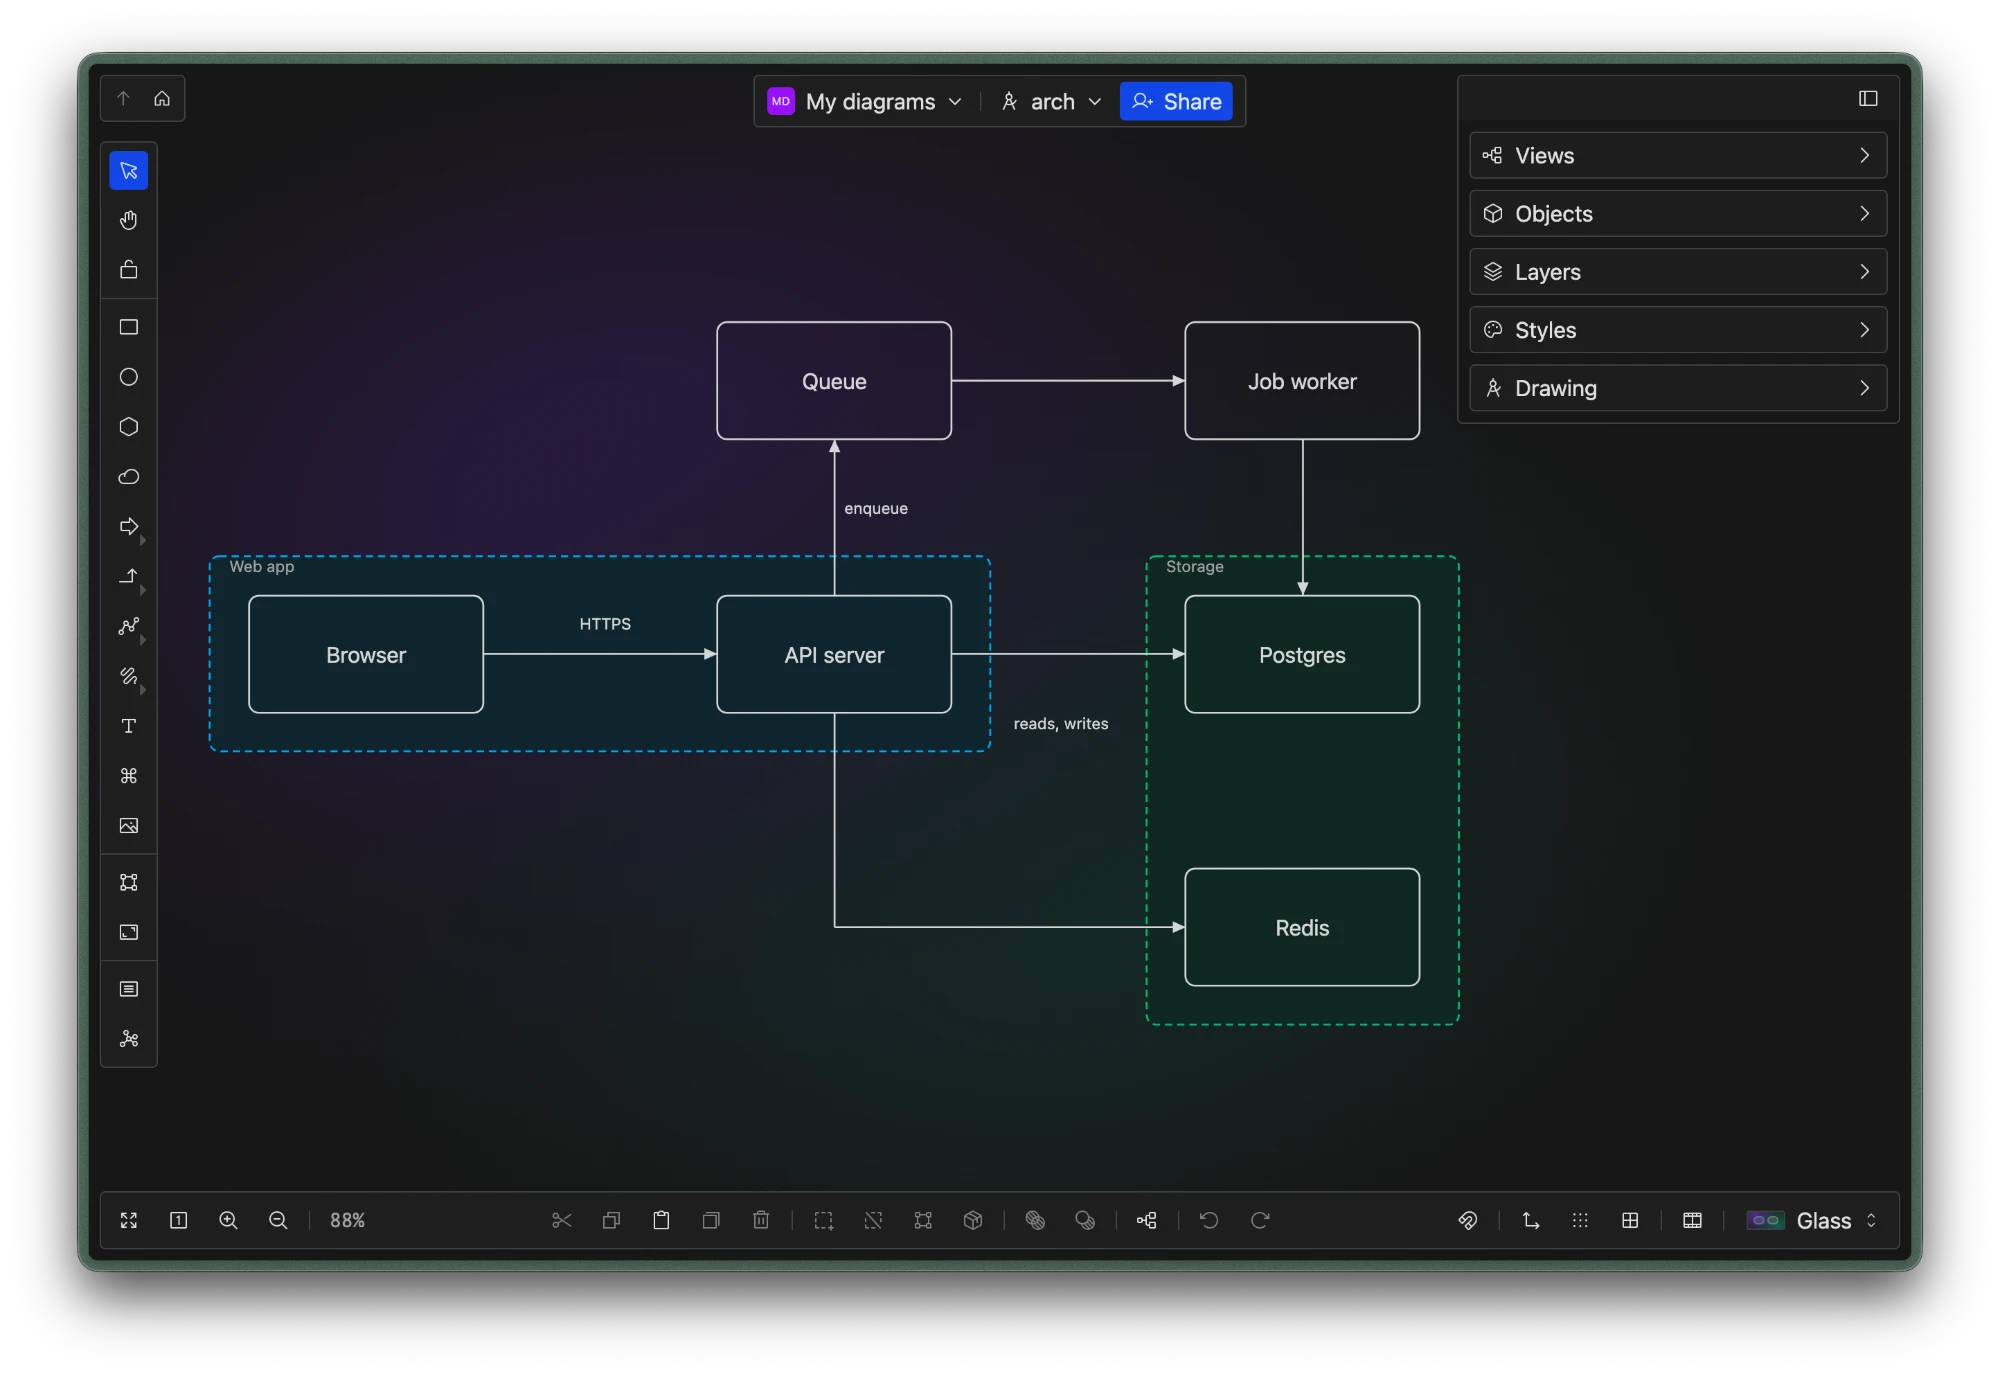 MD My diagrams arch Share
Views
Objects
Layers
Styles
Drawing
Queue
Job worker
enqueue
Web app
Storage
Browser
HTTPS
API server
Postgres
reads, writes
Redis
1
88%
Glass